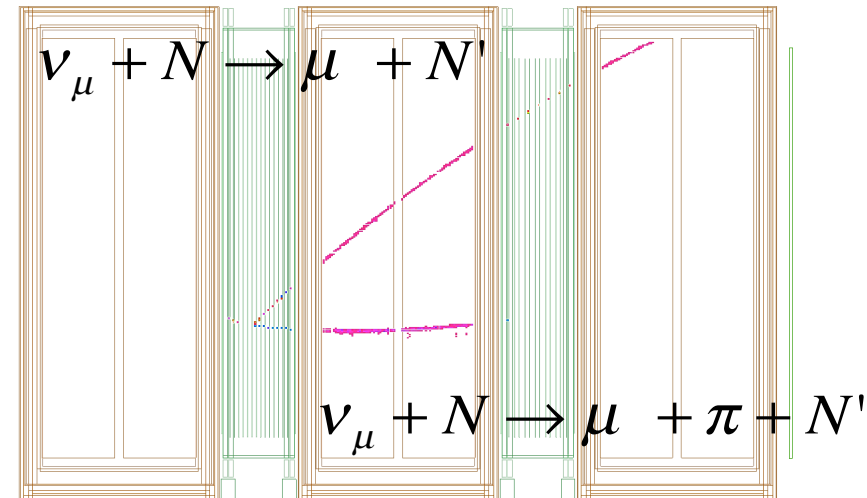 ν_μ + N → μ + N'
ν_μ + N → μ + π + N'